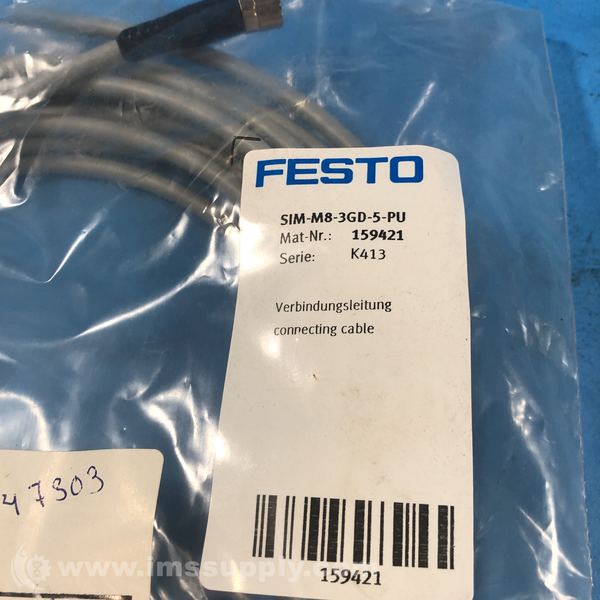 FESTO
SIM-M8-3GD-5-PU
Mat-Nr.: 159421
Serie: K413
Verbindungsleitung
connecting cable
159421
47303
www.imssupply.com